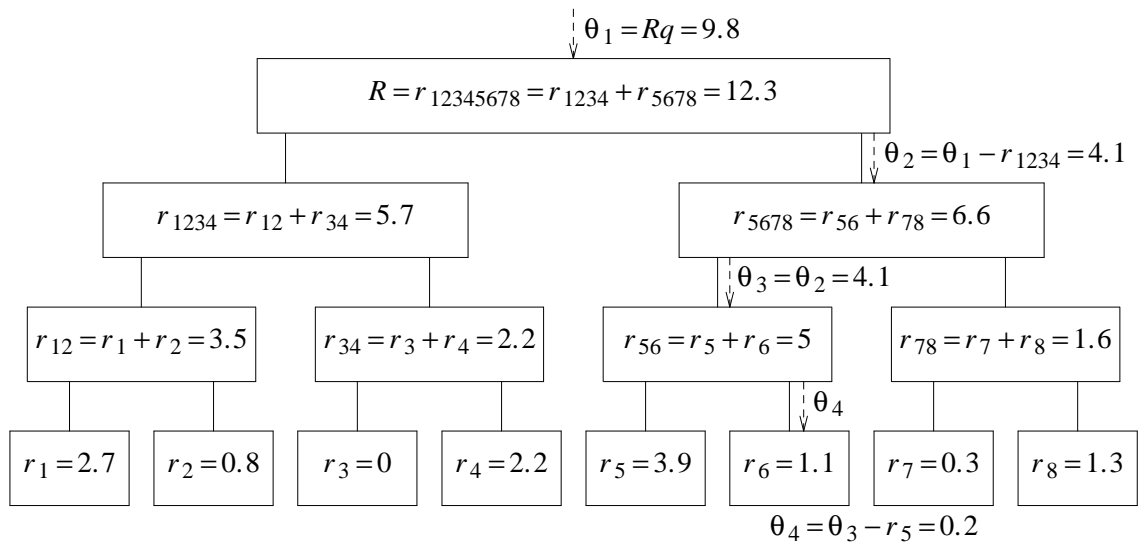 θ₁ = Rq = 9.8
R = r₁₂₃₄₅₆₇₈ = r₁₂₃₄ + r₅₆₇₈ = 12.3
θ₂ = θ₁ − r₁₂₃₄ = 4.1
r₁₂₃₄ = r₁₂ + r₃₄ = 5.7
r₅₆₇₈ = r₅₆ + r₇₈ = 6.6
θ₃ = θ₂ = 4.1
r₁₂ = r₁ + r₂ = 3.5
r₃₄ = r₃ + r₄ = 2.2
r₅₆ = r₅ + r₆ = 5
r₇₈ = r₇ + r₈ = 1.6
θ₄
r₁ = 2.7
r₂ = 0.8
r₃ = 0
r₄ = 2.2
r₅ = 3.9
r₆ = 1.1
r₇ = 0.3
r₈ = 1.3
θ₄ = θ₃ − r₅ = 0.2